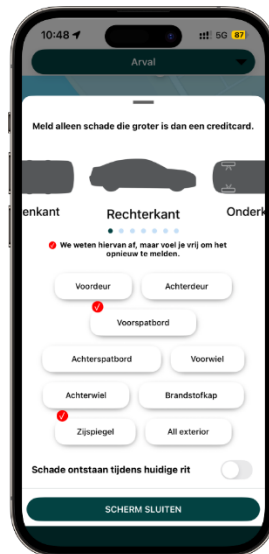 10:48
5G 87
Arval
Meld alleen schade die groter is dan een creditcard.
enkant Rechterkant Onderk
We weten hiervan af, maar voel je vrij om het
opnieuw te melden.
Voordeur Achterdeur
Voorspatbord
Achterspatbord Voorwiel
Achterwiel Brandstofkap
Zijspiegel All exterior
Schade ontstaan tijdens huidige rit
SCHERM SLUITEN